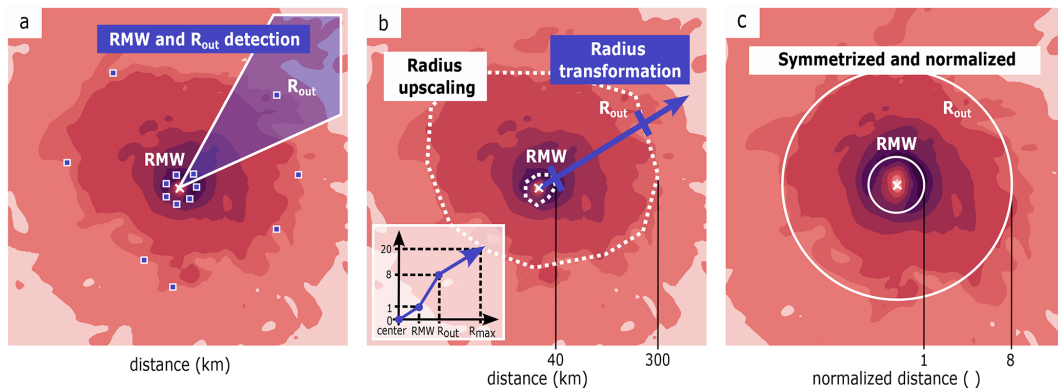 a
RMW and Rout detection
Rout
RMW
distance (km)
b
Radius
upscaling
Radius
transformation
Rout
RMW
20
8
1
0
center RMW Rout Rmax
40 300
distance (km)
c
Symmetrized and normalized
Rout
RMW
1 8
normalized distance ( )